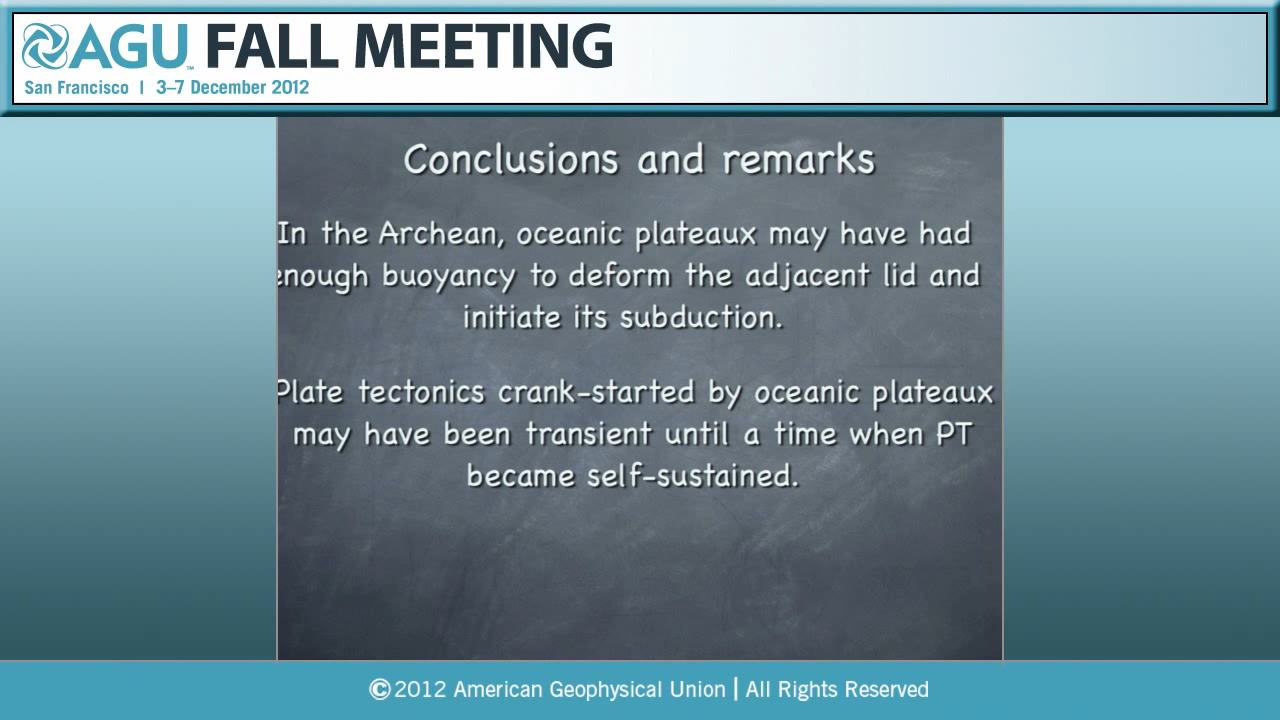 AGU™ FALL MEETING
San Francisco | 3–7 December 2012
Conclusions and remarks
In the Archean, oceanic plateaux may have had
enough buoyancy to deform the adjacent lid and
initiate its subduction.
Plate tectonics crank-started by oceanic plateaux
may have been transient until a time when PT
became self-sustained.
©2012 American Geophysical Union | All Rights Reserved